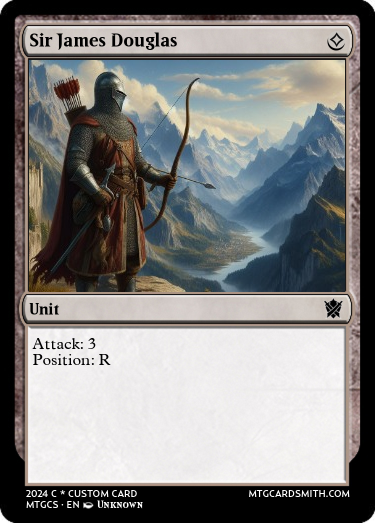 Sir James Douglas
Unit
Attack: 3
Position: R
2024 C * CUSTOM CARD
MTGCARDSMITH.COM
MTGCS · EN Unknown